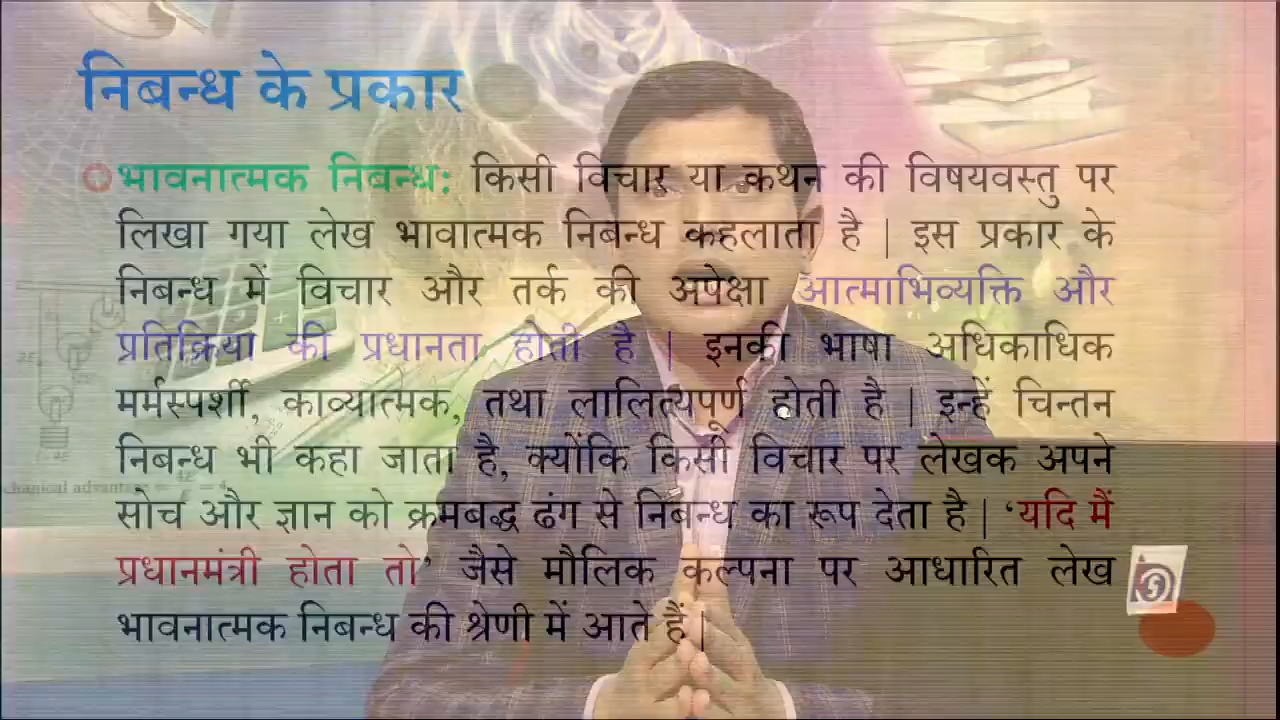 निबन्ध के प्रकार
भावनात्मक निबन्ध: किसी विचार या कथन की विषयवस्तु पर
लिखा गया लेख भावात्मक निबन्ध कहलाता है | इस प्रकार के
निबन्ध में विचार और तर्क की अपेक्षा आत्माभिव्यक्ति और
प्रतिक्रिया की प्रधानता होती है | इनकी भाषा अधिकाधिक
मर्मस्पर्शी, काव्यात्मक, तथा लालित्यपूर्ण होती है | इन्हें चिन्तन
निबन्ध भी कहा जाता है, क्योंकि किसी विचार पर लेखक अपने
सोच और ज्ञान को क्रमबद्ध ढंग से निबन्ध का रूप देता है | ‘यदि मैं
प्रधानमंत्री होता तो’ जैसे मौलिक कल्पना पर आधारित लेख
भावनात्मक निबन्ध की श्रेणी में आते हैं |